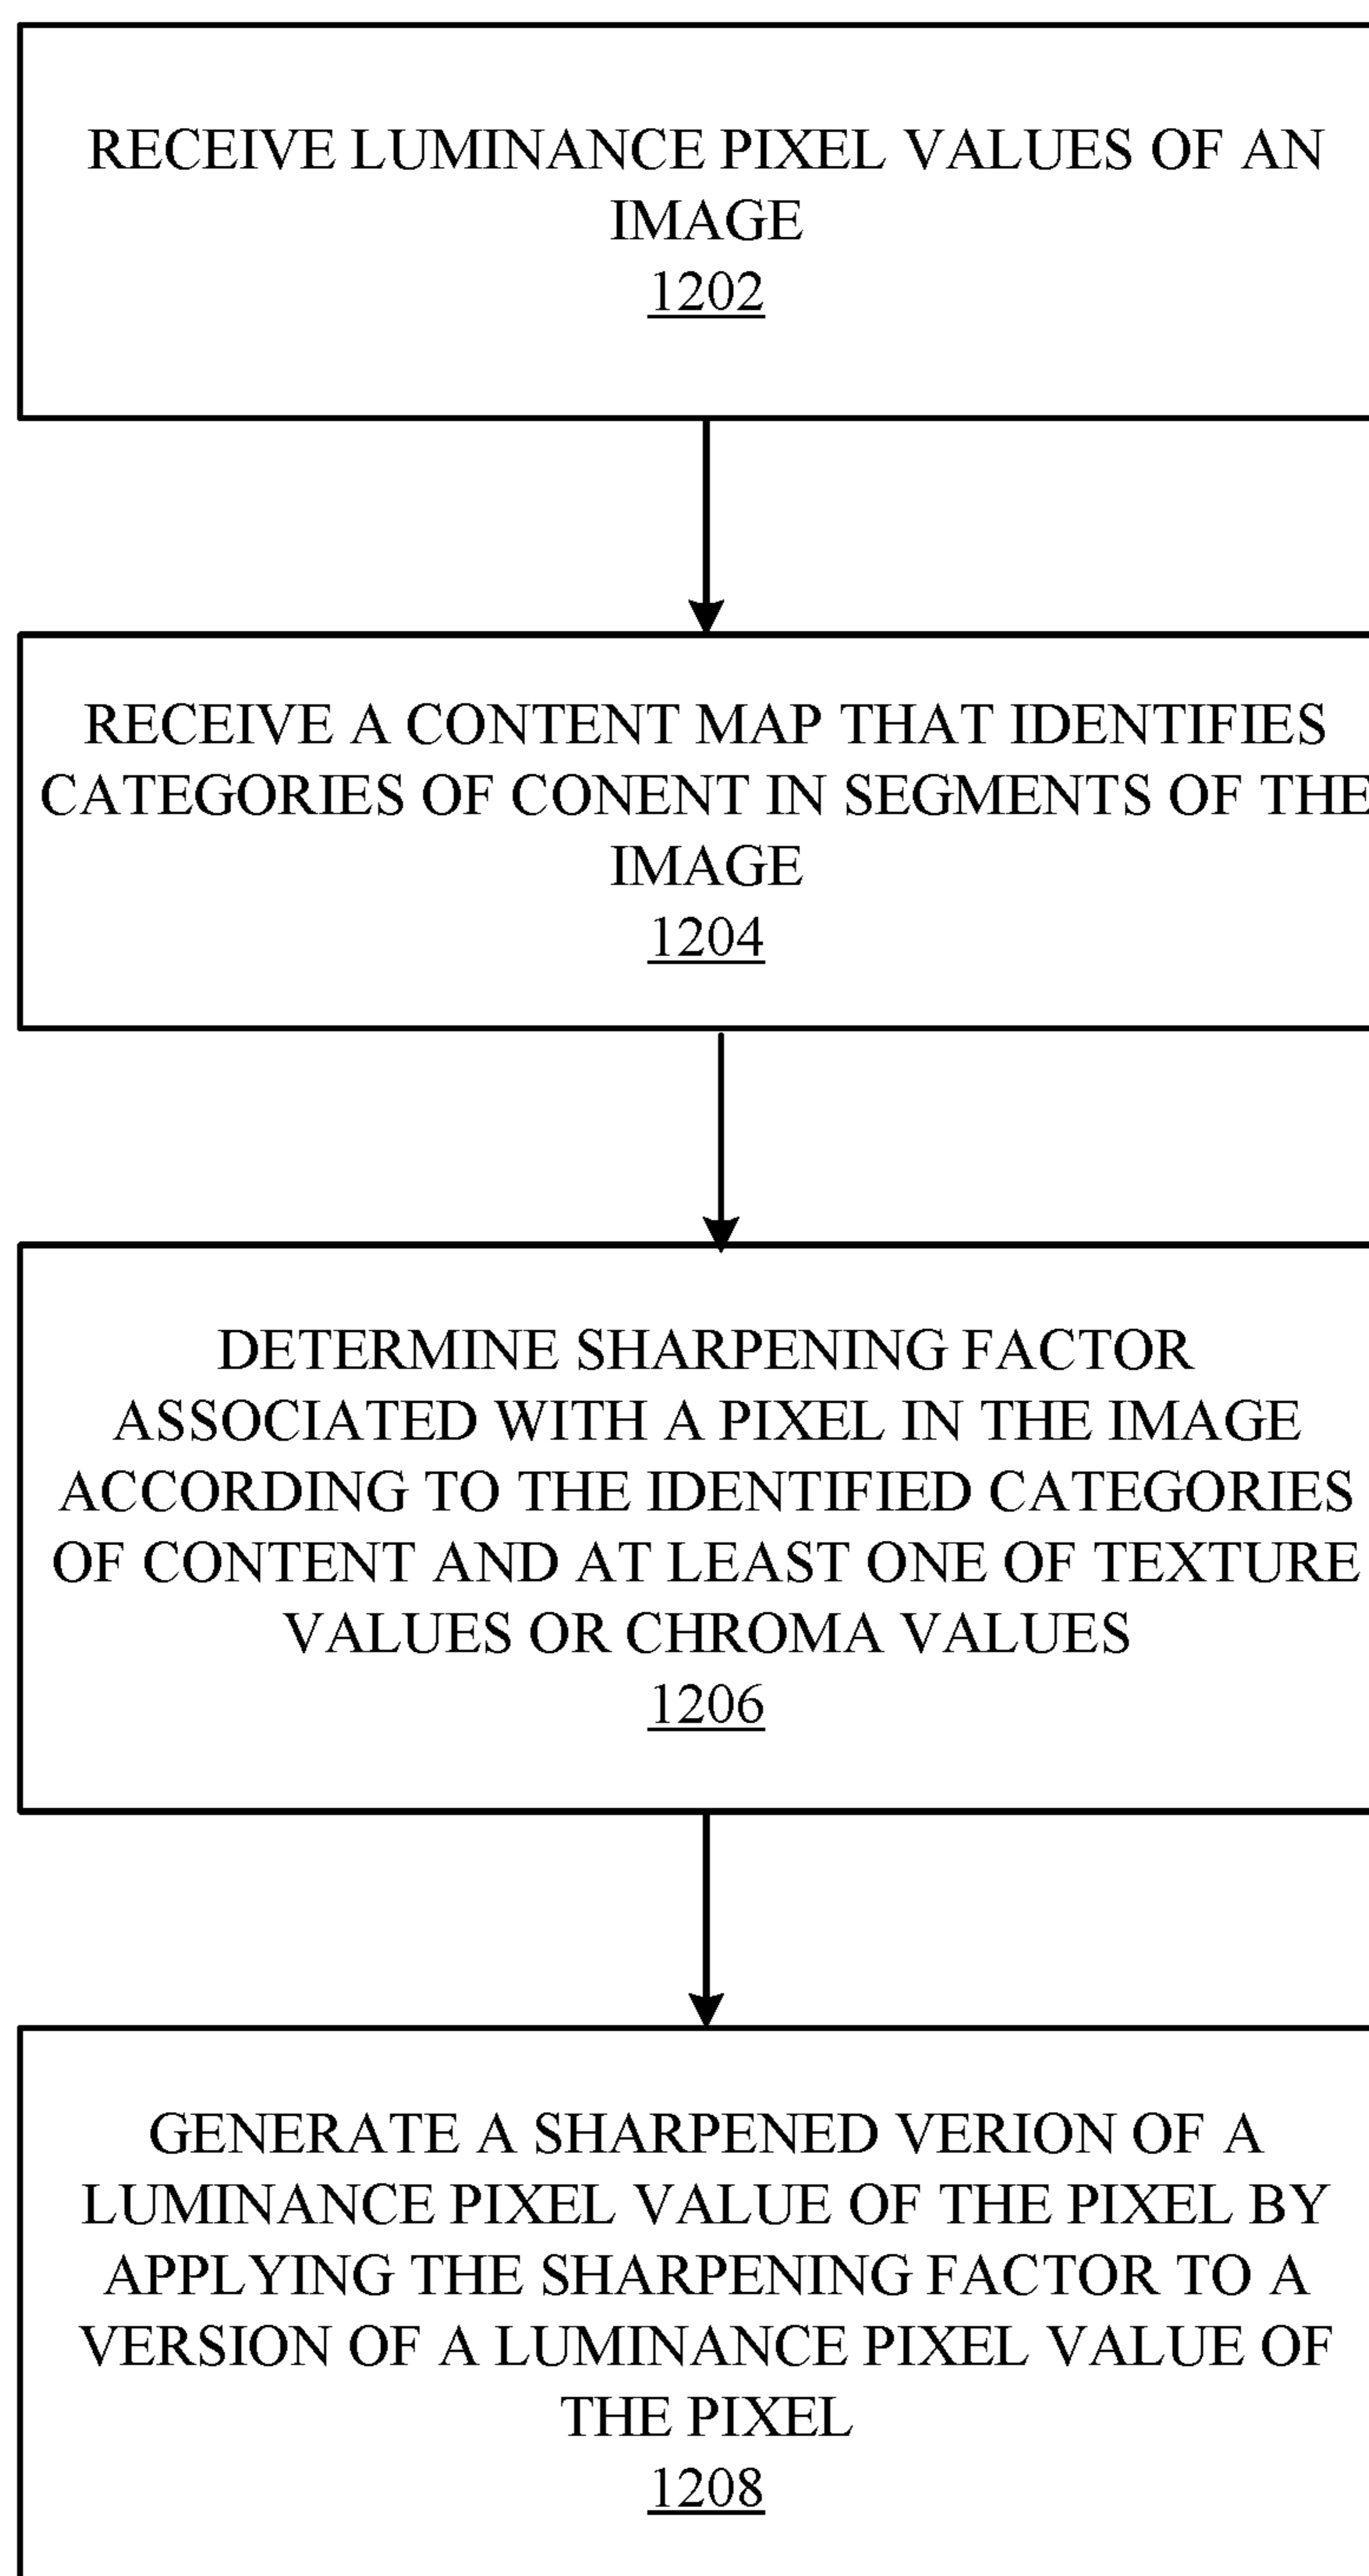 RECEIVE LUMINANCE PIXEL VALUES OF AN
IMAGE
1202
RECEIVE A CONTENT MAP THAT IDENTIFIES
CATEGORIES OF CONENT IN SEGMENTS OF THE
IMAGE
1204
DETERMINE SHARPENING FACTOR
ASSOCIATED WITH A PIXEL IN THE IMAGE
ACCORDING TO THE IDENTIFIED CATEGORIES
OF CONTENT AND AT LEAST ONE OF TEXTURE
VALUES OR CHROMA VALUES
1206
GENERATE A SHARPENED VERION OF A
LUMINANCE PIXEL VALUE OF THE PIXEL BY
APPLYING THE SHARPENING FACTOR TO A
VERSION OF A LUMINANCE PIXEL VALUE OF
THE PIXEL
1208